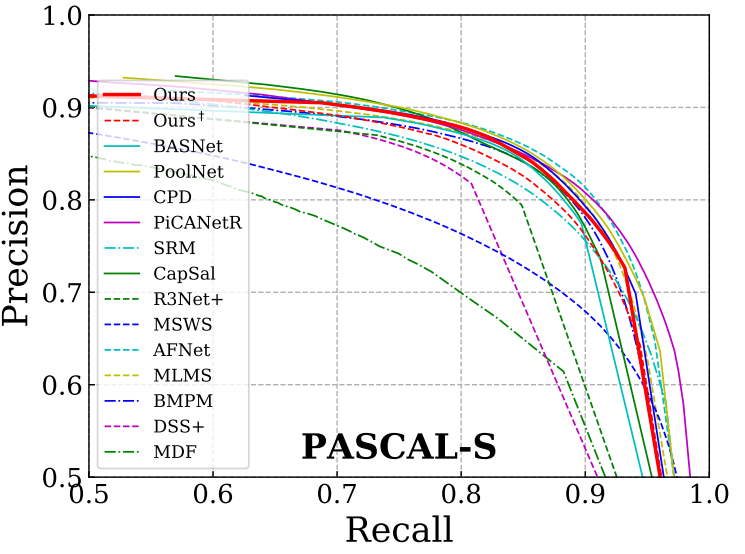 1.0
0.9
0.8
0.7
0.6
0.5
Precision
Ours
Ours†
BASNet
PoolNet
CPD
PiCANetR
SRM
CapSal
R3Net+
MSWS
AFNet
MLMS
BMPM
DSS+
MDF
PASCAL-S
0.5 0.6 0.7 0.8 0.9 1.0
Recall